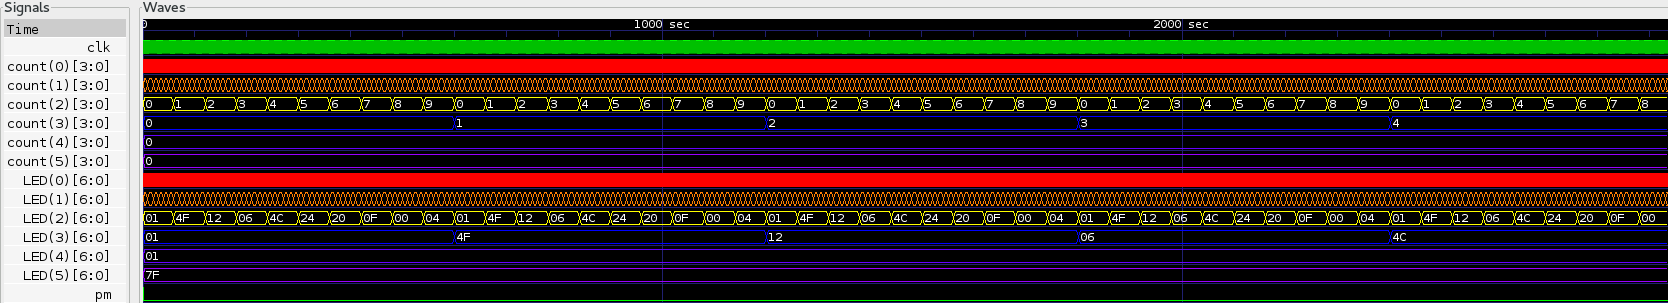 Signals Waves
Time 0 1000 sec 2000 sec
clk
count(0)[3:0]
count(1)[3:0]
count(2)[3:0] 0 1 2 3 4 5 6 7 8 9 0 1 2 3 4 5 6 7 8 9 0 1 2 3 4 5 6 7 8 9 0 1 2 3 4 5 6 7 8 9 0 1 2 3 4 5 6 7 8
count(3)[3:0] 0 1 2 3 4
count(4)[3:0] 0
count(5)[3:0] 0
LED(0)[6:0]
LED(1)[6:0]
LED(2)[6:0] 01 4F 12 06 4C 24 20 0F 00 04 01 4F 12 06 4C 24 20 0F 00 04 01 4F 12 06 4C 24 20 0F 00 04 01 4F 12 06 4C 24 20 0F 00 04 01 4F 12 06 4C 24 20 0F 00
LED(3)[6:0] 01 4F 12 06 4C
LED(4)[6:0] 01
LED(5)[6:0] 7F
pm